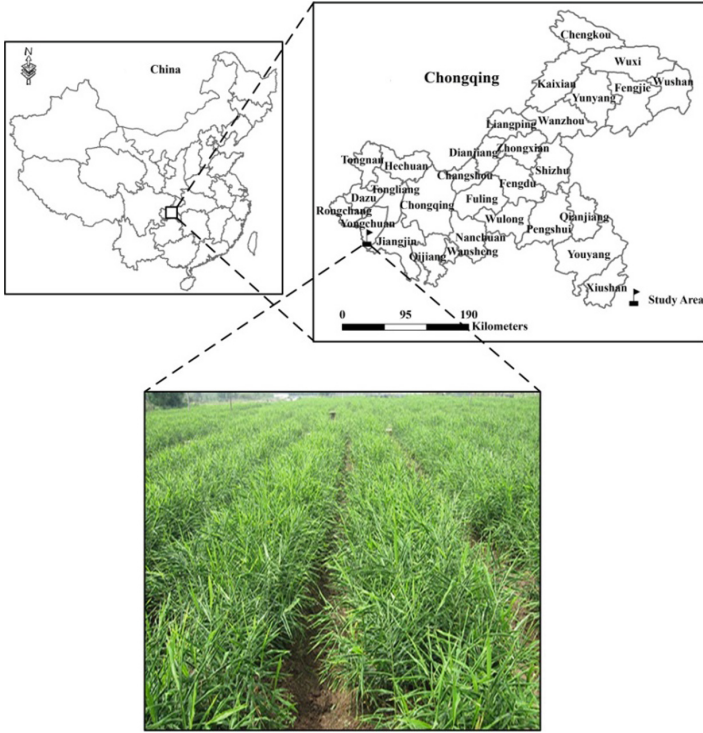 N
China
Chongqing
Chengkou
Wuxi
Kaixian
Fengjie
Wushan
Yunyang
Wanzhou
Liangping
Zhongxian
Dianjiang
Shizhu
Tongnan
Hechuan
Changshou
Fengdu
Tongliang
Dazu
Fuling
Chongqing
Rongchang
Yongchuan
Wulong
Qianjiang
Pengshui
Jiangjin
Nanchuan
Qijiang
Wansheng
Youyang
Xiushan
Study Area
0 95 190
Kilometers